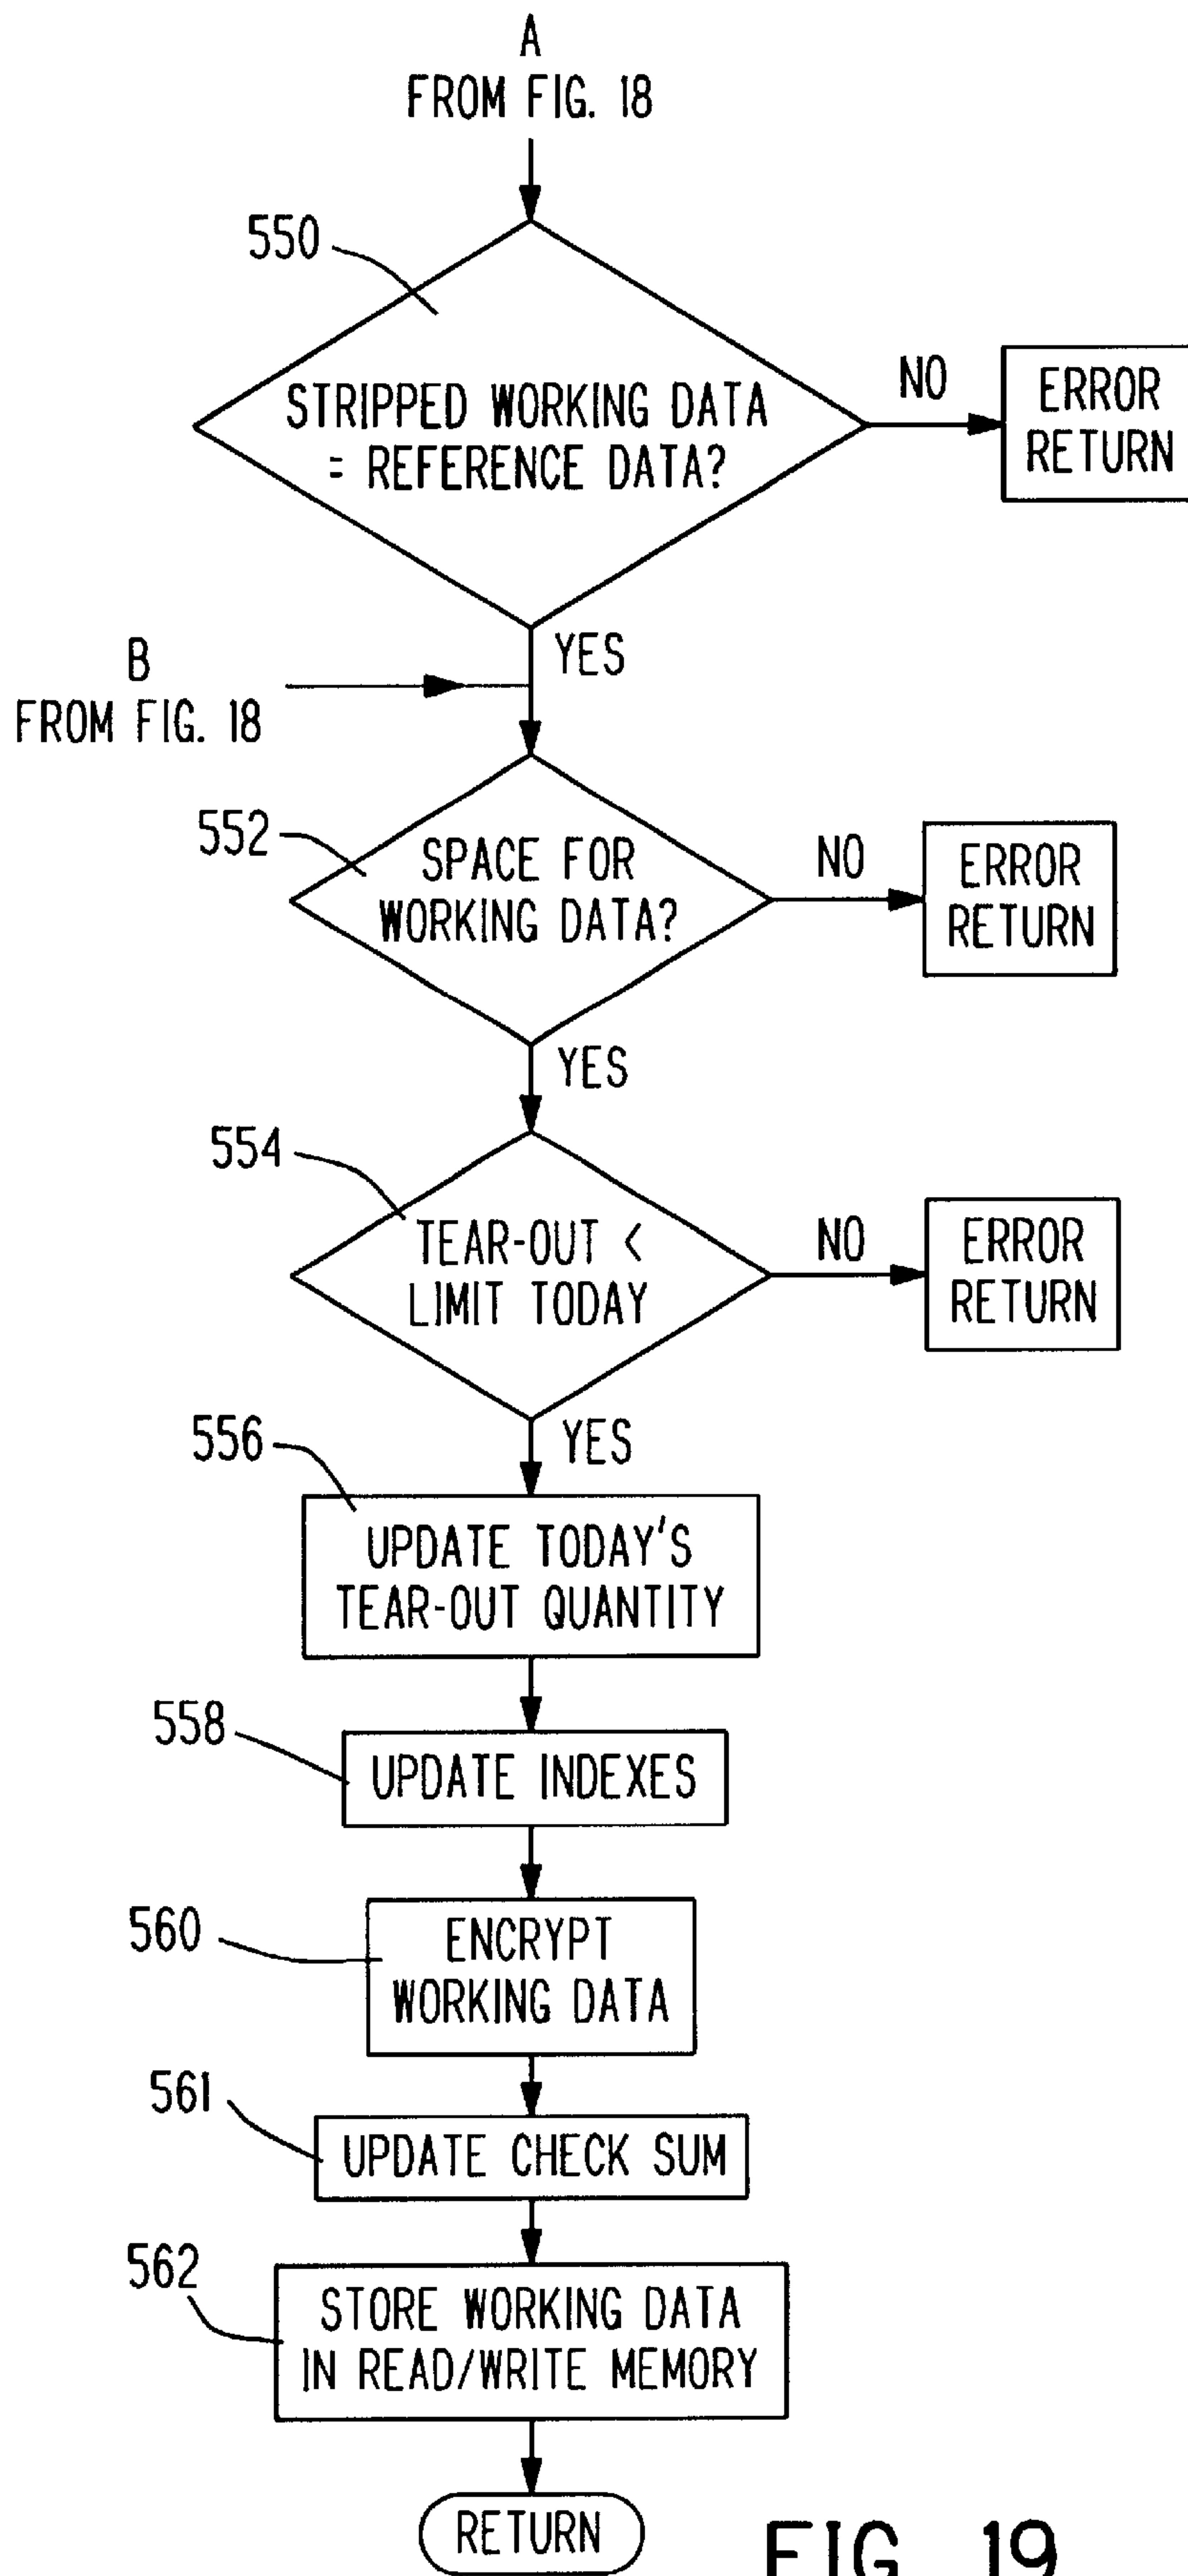 A
FROM FIG. 18
550
STRIPPED WORKING DATA
= REFERENCE DATA?
NO
ERROR
RETURN
YES
B
FROM FIG. 18
552
SPACE FOR
WORKING DATA?
NO
ERROR
RETURN
YES
554
TEAR-OUT <
LIMIT TODAY
NO
ERROR
RETURN
YES
556
UPDATE TODAY'S
TEAR-OUT QUANTITY
558
UPDATE INDEXES
560
ENCRYPT
WORKING DATA
561
UPDATE CHECK SUM
562
STORE WORKING DATA
IN READ/WRITE MEMORY
RETURN
FIG. 19